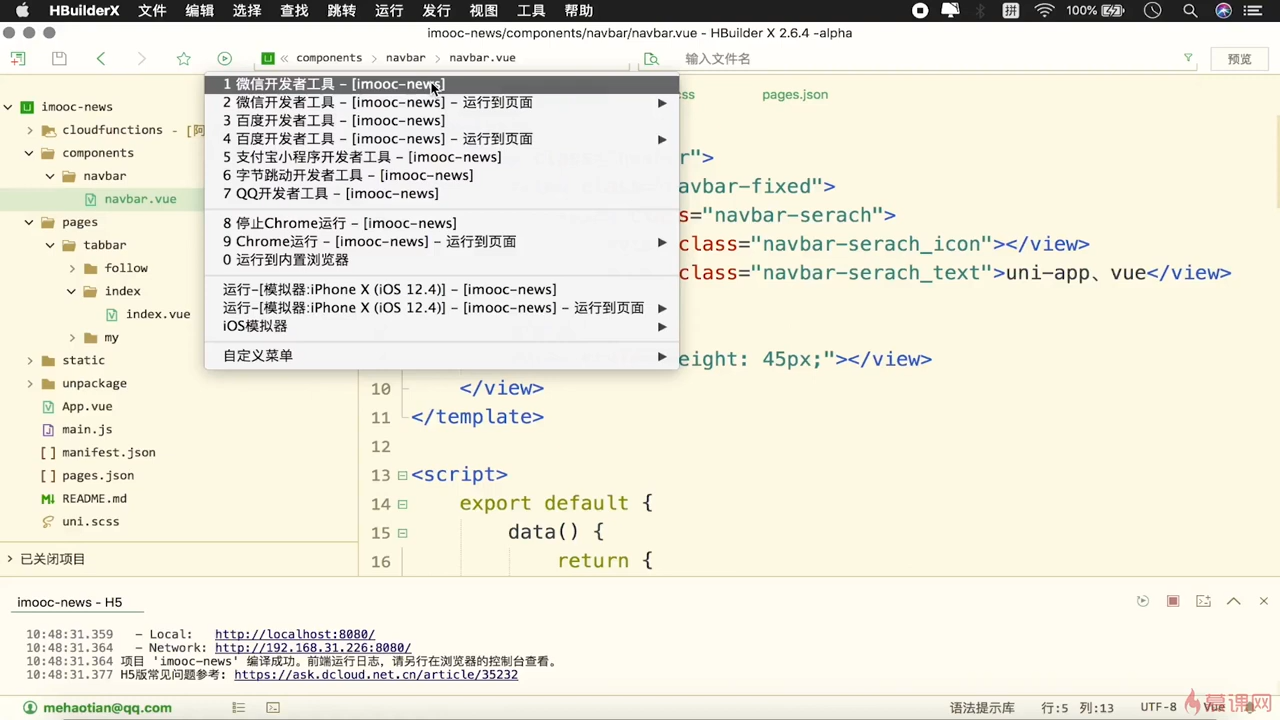 HBuilderX 文件 编辑 选择 查找 跳转 运行 发行 视图 工具 帮助 拼 100%
imooc-news/components/navbar/navbar.vue - HBuilder X 2.6.4 -alpha
components navbar navbar.vue 输入文件名 预览
1 微信开发者工具 - [imooc-news]
2 微信开发者工具 - [imooc-news] - 运行到页面
3 百度开发者工具 - [imooc-news]
4 百度开发者工具 - [imooc-news] - 运行到页面
5 支付宝小程序开发者工具 - [imooc-news]
6 字节跳动开发者工具 - [imooc-news]
7 QQ开发者工具 - [imooc-news]
8 停止Chrome运行 - [imooc-news]
9 Chrome运行 - [imooc-news] - 运行到页面
0 运行到内置浏览器
运行-[模拟器:iPhone X (iOS 12.4)] - [imooc-news]
运行-[模拟器:iPhone X (iOS 12.4)] - [imooc-news] - 运行到页面
iOS模拟器
自定义菜单
imooc-news
cloudfunctions - [阿
components
navbar
navbar.vue
pages
tabbar
follow
index
index.vue
my
static
unpackage
App.vue
main.js
manifest.json
pages.json
README.md
uni.scss
已关闭项目
ss pages.json
">
avbar-fixed">
s="navbar-serach">
class="navbar-serach_icon"></view>
class="navbar-serach_text">uni-app、vue</view>
eight: 45px;"></view>
10 </view>
11 </template>
12
13 <script>
14 export default {
15 data() {
16 return {
imooc-news - H5
10:48:31.359 - Local: http://localhost:8080/
10:48:31.364 - Network: http://192.168.31.226:8080/
10:48:31.364 项目 'imooc-news' 编译成功。前端运行日志，请另行在浏览器的控制台查看。
10:48:31.377 H5版常见问题参考: https://ask.dcloud.net.cn/article/35232
mehaotian@qq.com 语法提示库 行:5 列:13 UTF-8 Vue
慕课网